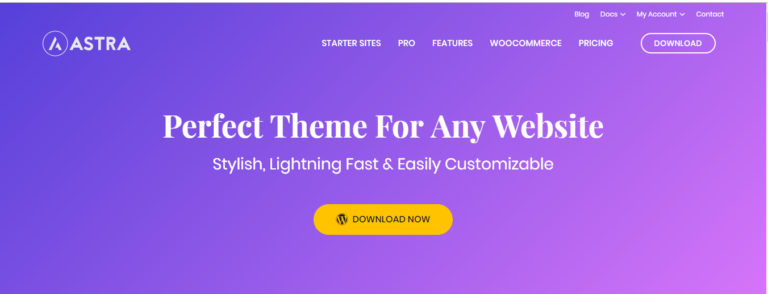 Blog Docs My Account Contact
ASTRA STARTER SITES PRO FEATURES WOOCOMMERCE PRICING DOWNLOAD
Perfect Theme For Any Website
Stylish, Lightning Fast & Easily Customizable
DOWNLOAD NOW